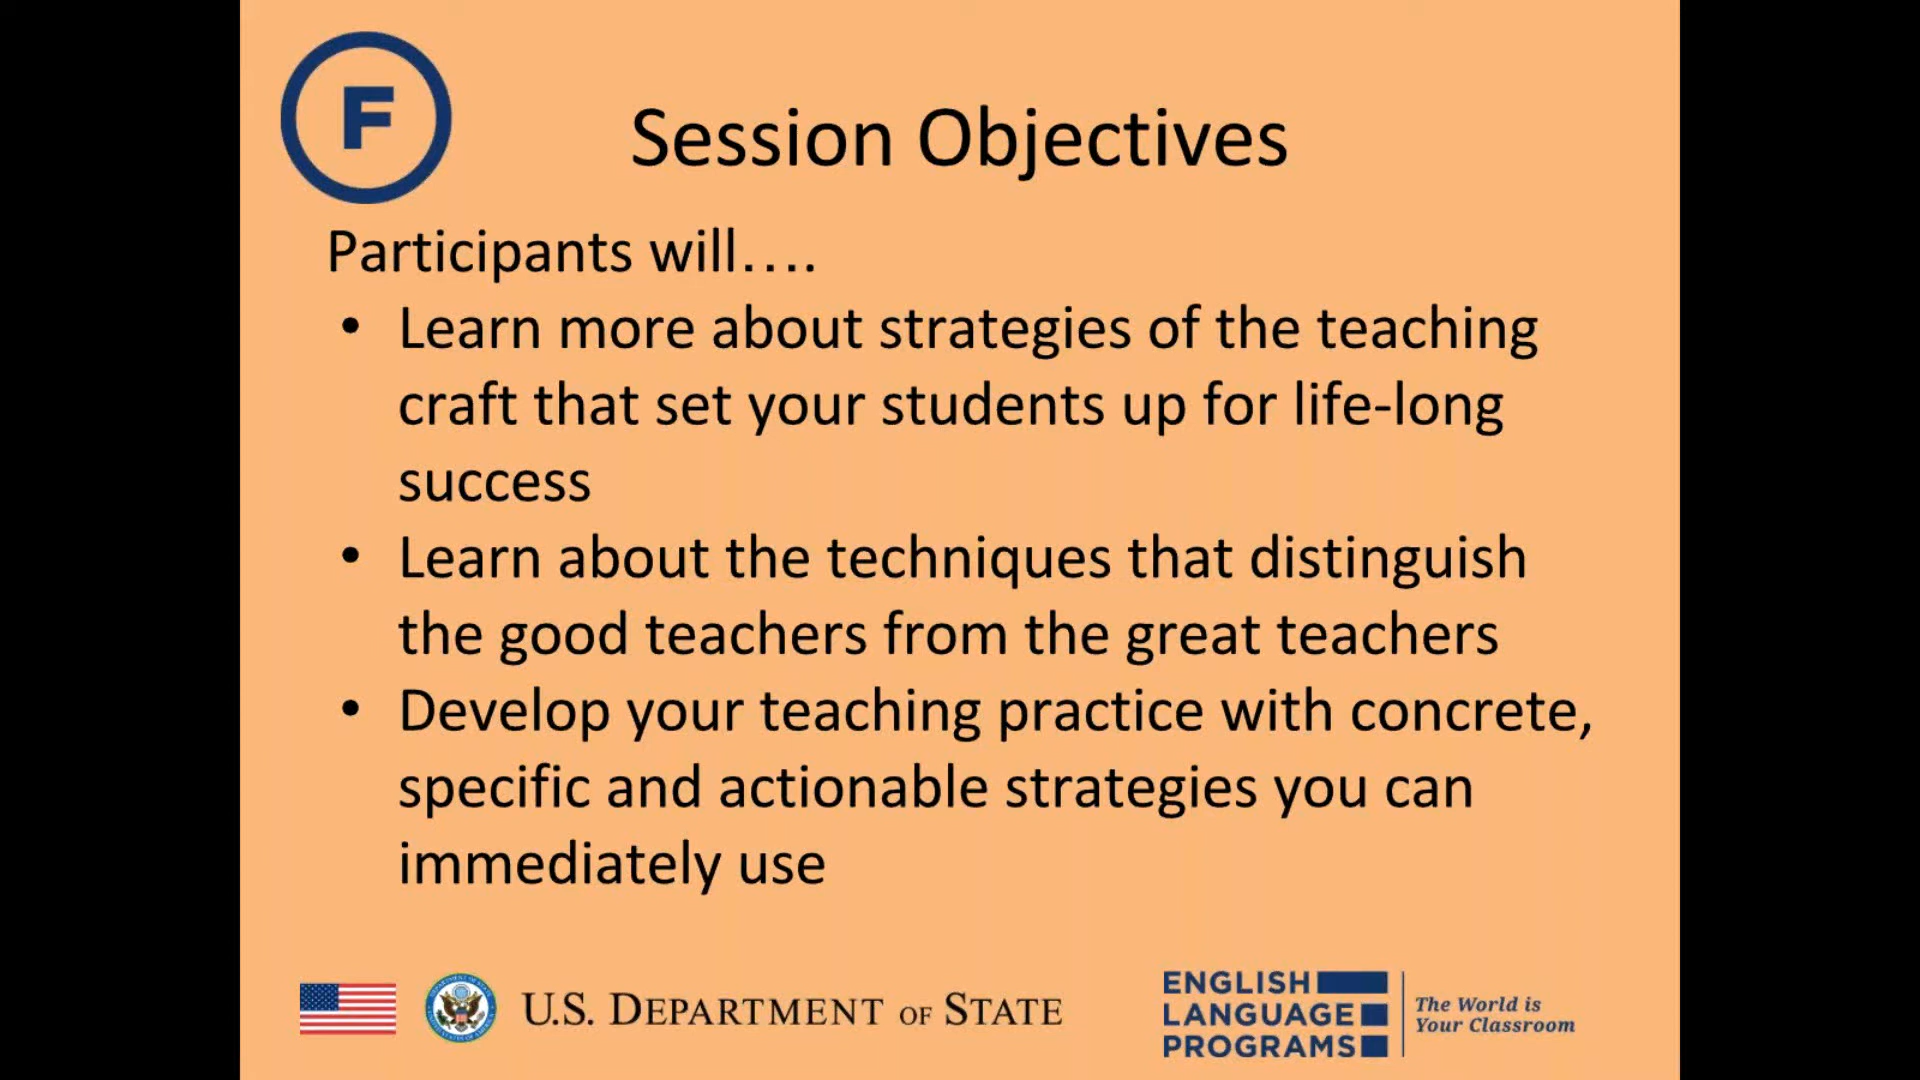 F
Session Objectives
Participants will....
• Learn more about strategies of the teaching
craft that set your students up for life-long
success
• Learn about the techniques that distinguish
the good teachers from the great teachers
• Develop your teaching practice with concrete,
specific and actionable strategies you can
immediately use
U.S. DEPARTMENT OF STATE
ENGLISH
LANGUAGE
PROGRAMS
The World is
Your Classroom